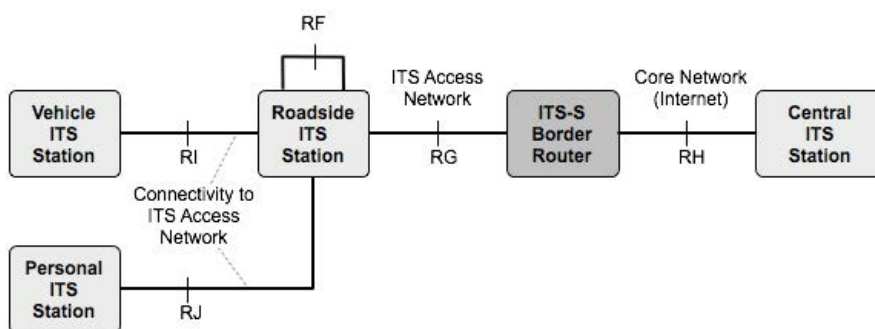 RF
ITS Access
Network
Core Network
(Internet)
Vehicle
ITS
Station
Roadside
ITS
Station
ITS-S
Border
Router
Central
ITS
Station
RI
RG
RH
Connectivity to
ITS Access
Network
Personal
ITS
Station
RJ